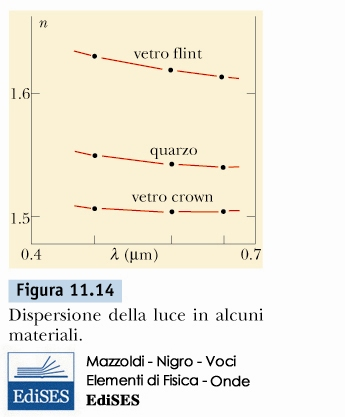 n
vetro flint
1.6
quarzo
vetro crown
1.5
0.4 λ (μm) 0.7
Figura 11.14
Dispersione della luce in alcuni
materiali.
Mazzoldi - Nigro - Voci
Elementi di Fisica - Onde
EdiSES
EdiSES